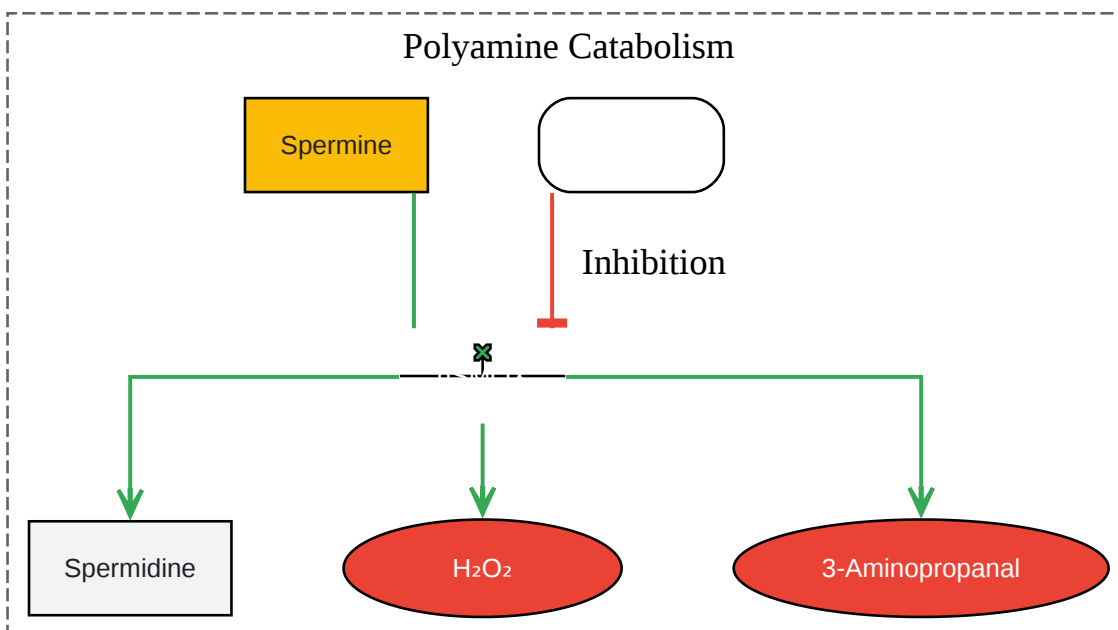 Polyamine Catabolism
Spermine
Inhibition
Spermidine
H₂O₂
3-Aminopropanal